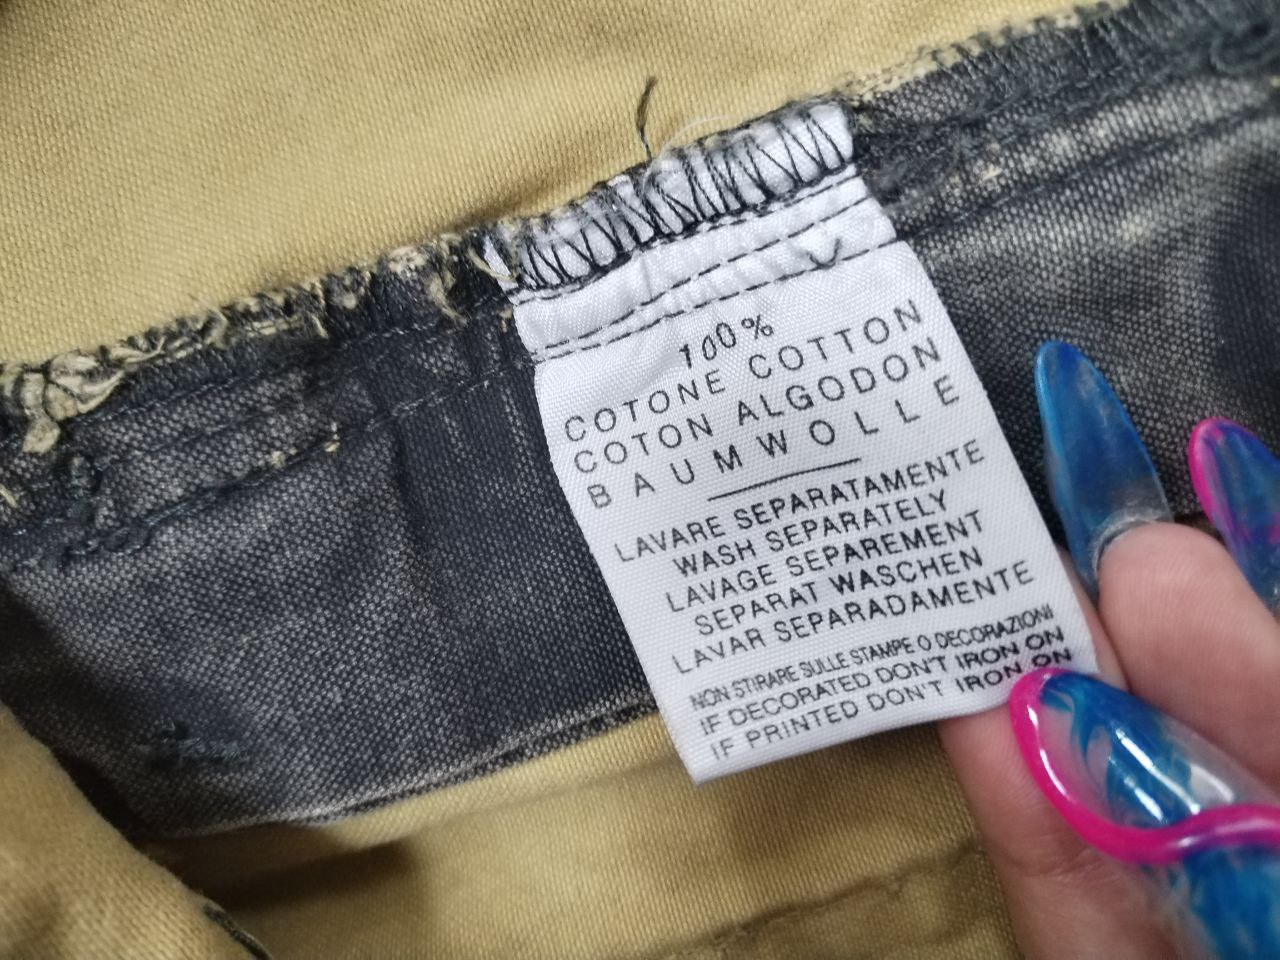 100%
COTONE COTTON
COTON ALGODON
BAUMWOLLE
LAVARE SEPARATAMENTE
WASH SEPARATELY
LAVAGE SEPAREMENT
SEPARAT WASCHEN
LAVAR SEPARADAMENTE
NON STIRARE SULLE STAMPE O DECORAZIONI
IF DECORATED DON'T IRON ON
IF PRINTED DON'T IRON ON